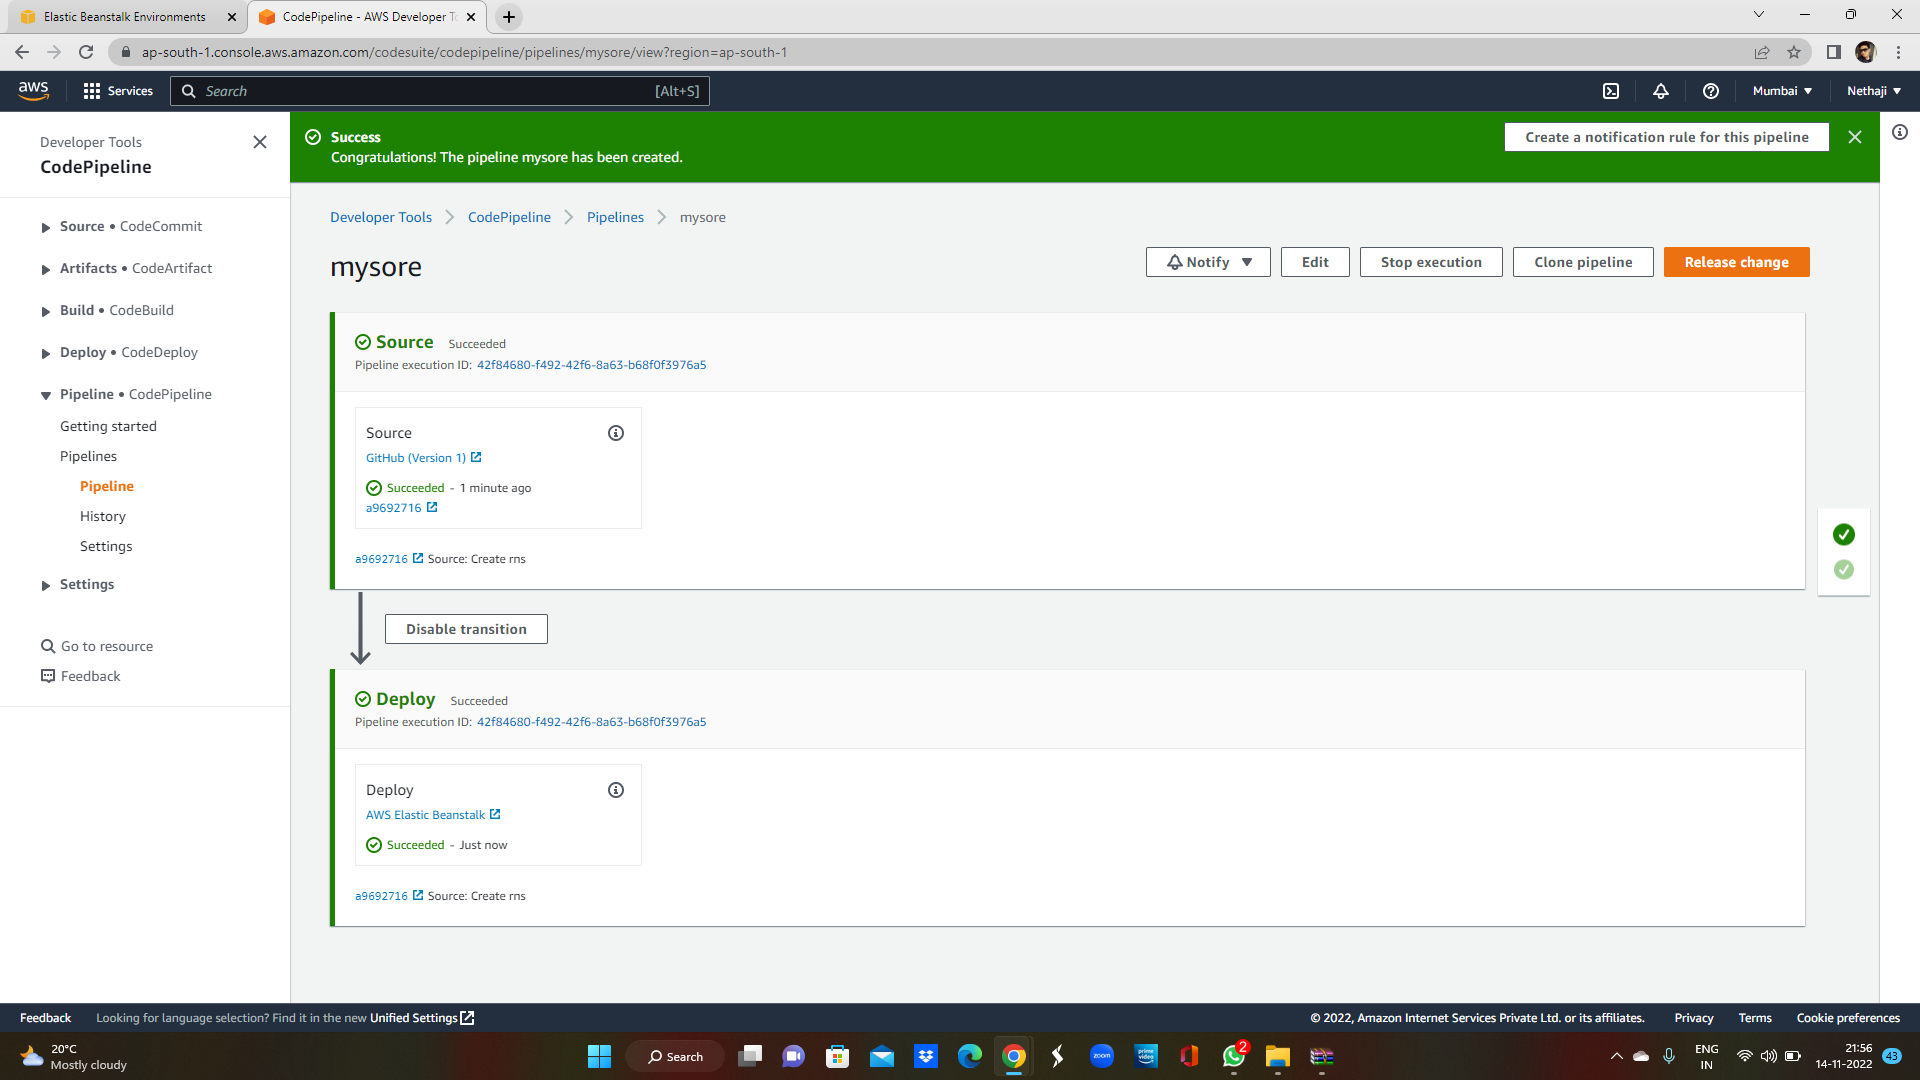 Elastic Beanstalk Environments
CodePipeline - AWS Developer To
ap-south-1.console.aws.amazon.com/codesuite/codepipeline/pipelines/mysore/view?region=ap-south-1
aws
Services
Search
[Alt+S]
Mumbai
Nethaji
Developer Tools
CodePipeline
Source • CodeCommit
Artifacts • CodeArtifact
Build • CodeBuild
Deploy • CodeDeploy
Pipeline • CodePipeline
Getting started
Pipelines
Pipeline
History
Settings
Settings
Go to resource
Feedback
Success
Congratulations! The pipeline mysore has been created.
Create a notification rule for this pipeline
Developer Tools
CodePipeline
Pipelines
mysore
mysore
Notify
Edit
Stop execution
Clone pipeline
Release change
Source Succeeded
Pipeline execution ID: 42f84680-f492-42f6-8a63-b68f0f3976a5
Source
GitHub (Version 1)
Succeeded - 1 minute ago
a9692716
a9692716 Source: Create rns
Disable transition
Deploy Succeeded
Pipeline execution ID: 42f84680-f492-42f6-8a63-b68f0f3976a5
Deploy
AWS Elastic Beanstalk
Succeeded - Just now
a9692716 Source: Create rns
Feedback
Looking for language selection? Find it in the new Unified Settings
© 2022, Amazon Internet Services Private Ltd. or its affiliates.
Privacy
Terms
Cookie preferences
20°C
Mostly cloudy
Search
zoom
prime video
2
ENG
IN
21:56
14-11-2022
43